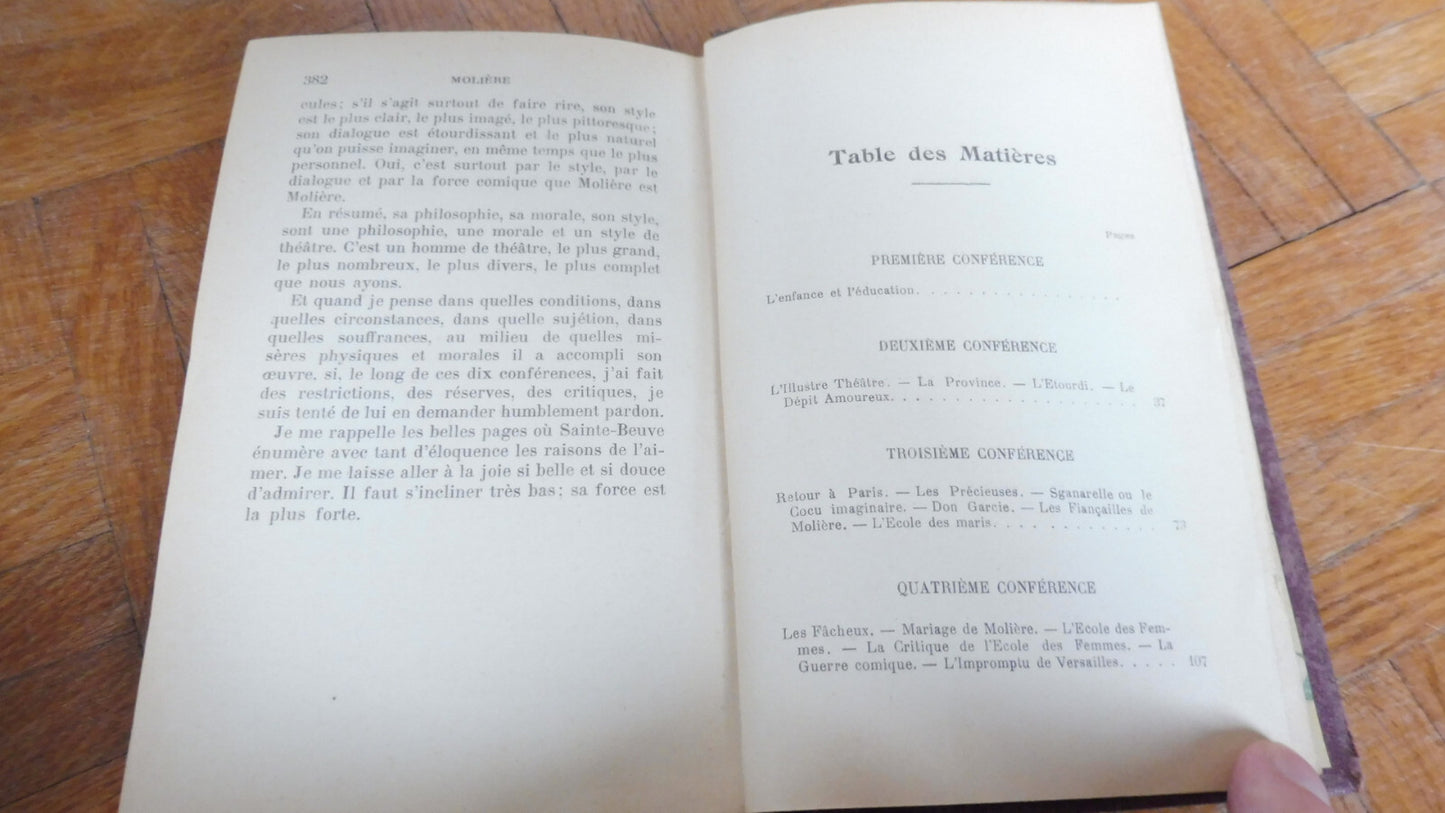 382 MOLIÈRE
cules; s'il s'agit surtout de faire rire, son style
est le plus clair, le plus imagé, le plus pittoresque;
son dialogue est étourdissant et le plus naturel
qu'on puisse imaginer, en même temps que le plus
personnel. Oui, c'est surtout par le style, par le
dialogue et par la force comique que Molière est
Molière.
En résumé, sa philosophie, sa morale, son style,
sont une philosophie, une morale et un style de
théâtre. C'est un homme de théâtre, le plus grand,
le plus nombreux, le plus divers, le plus complet
que nous ayons.
Et quand je pense dans quelles conditions, dans
quelles circonstances, dans quelle sujétion, dans
quelles souffrances, au milieu de quelles mi-
sères physiques et morales il a accompli son
œuvre, si, le long de ces dix conférences, j'ai fait
des restrictions, des réserves, des critiques, je
suis tenté de lui en demander humblement pardon.
Je me rappelle les belles pages où Sainte-Beuve
énumère avec tant d'éloquence les raisons de l'ai-
mer. Je me laisse aller à la joie si belle et si douce
d'admirer. Il faut s'incliner très bas; sa force est
la plus forte.
Table des Matières
Pages
PREMIÈRE CONFÉRENCE
L'enfance et l'éducation. . . . . . . . . . . . . . . . . .
DEUXIÈME CONFÉRENCE
L'Illustre Théâtre. — La Province. — L'Etourdi. — Le
Dépit Amoureux. . . . . . . . . . . . . . . . . . . . . 37
TROISIÈME CONFÉRENCE
Retour à Paris. — Les Précieuses. — Sganarelle ou le
Cocu imaginaire. — Don Garcie. — Les Fiançailles de
Molière. — L'Ecole des maris. . . . . . . . . . . . . . 73
QUATRIÈME CONFÉRENCE
Les Fâcheux. — Mariage de Molière. — L'Ecole des Fem-
mes. — La Critique de l'Ecole des Femmes. — La
Guerre comique. — L'Impromptu de Versailles. . . . . 107